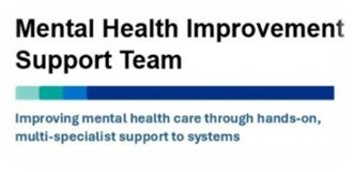 Mental Health Improvement
Support Team
Improving mental health care through hands-on,
multi-specialist support to systems